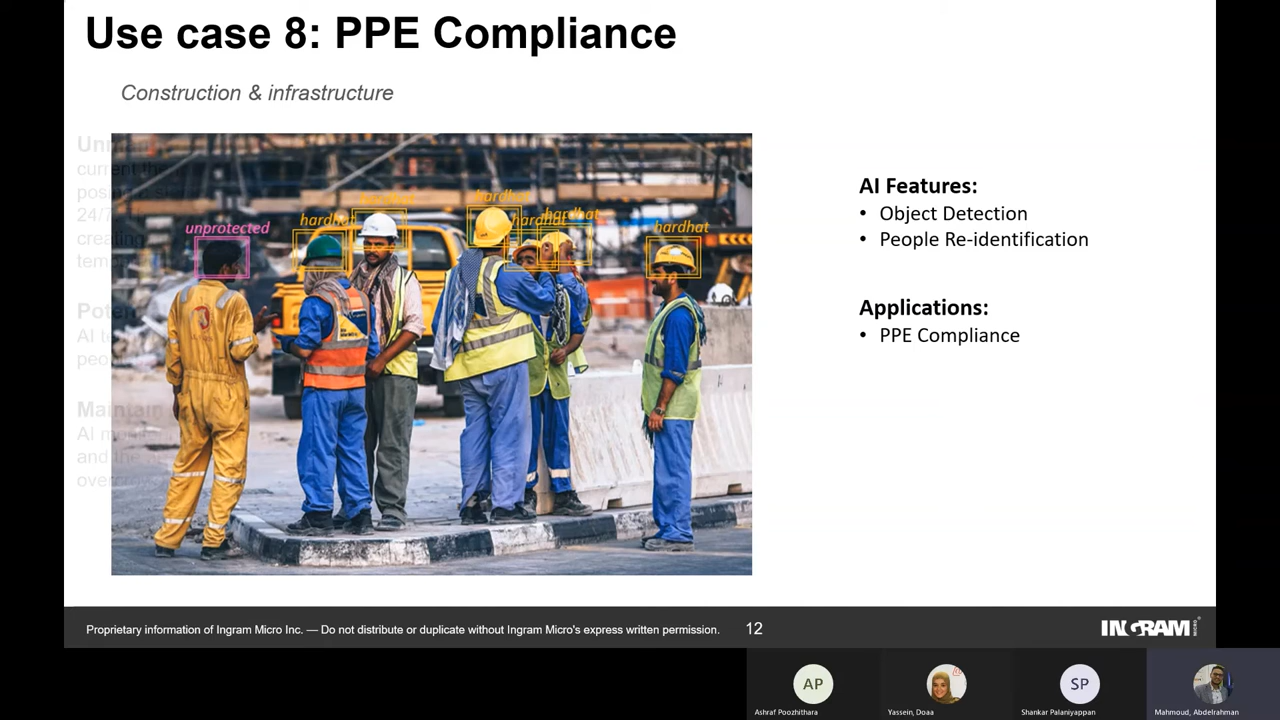 Use case 8: PPE Compliance
Construction & infrastructure
unprotected
hardhat
hardhat
hardhat
hardhat
hardhat
hardhat
AI Features:
• Object Detection
• People Re-identification
Applications:
• PPE Compliance
Proprietary information of Ingram Micro Inc. — Do not distribute or duplicate without Ingram Micro's express written permission.
12
INGRAM
MICRO
AP
SP
Ashraf Poozhithara
Yassein, Doaa
Shankar Palaniyappan
Mahmoud, Abdelrahman